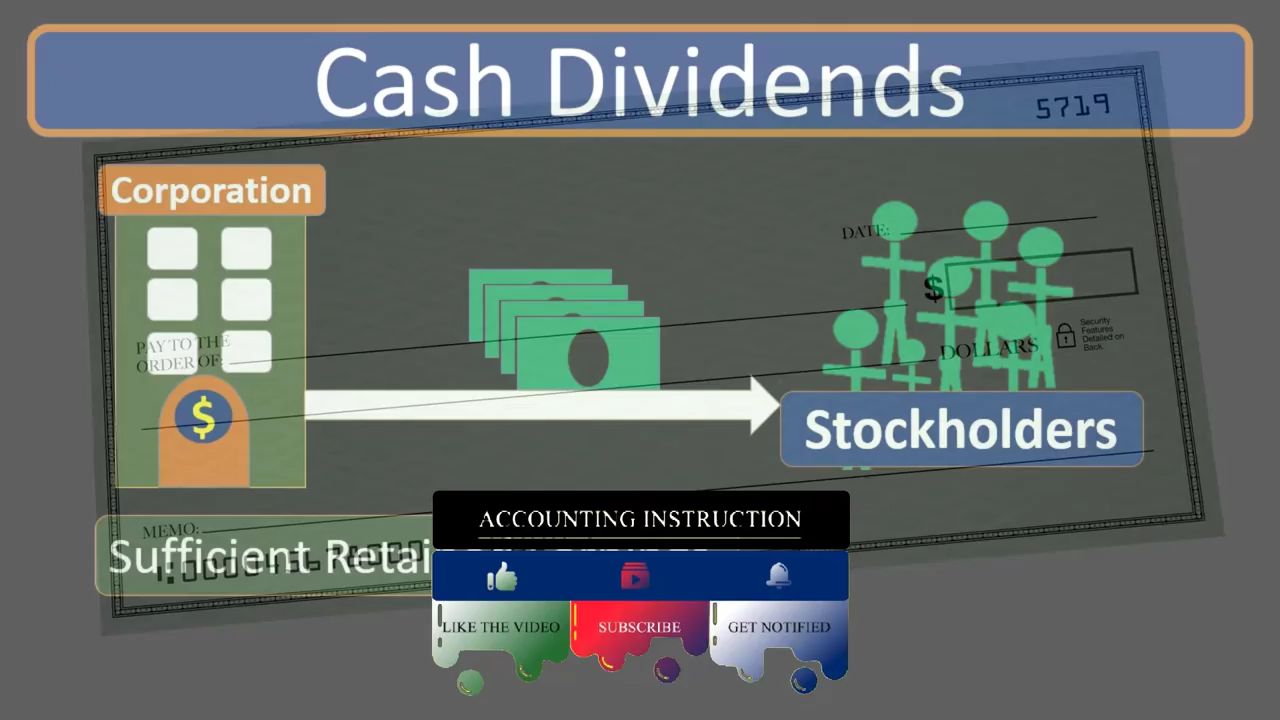 Cash Dividends
5719
Corporation
DATE:
$
Security
Features
Detailed on
Back.
PAY TO THE
ORDER OF:
DOLLARS
$
Stockholders
MEMO:
Sufficient
ACCOUNTING INSTRUCTION
LIKE THE VIDEO
SUBSCRIBE
GET NOTIFIED